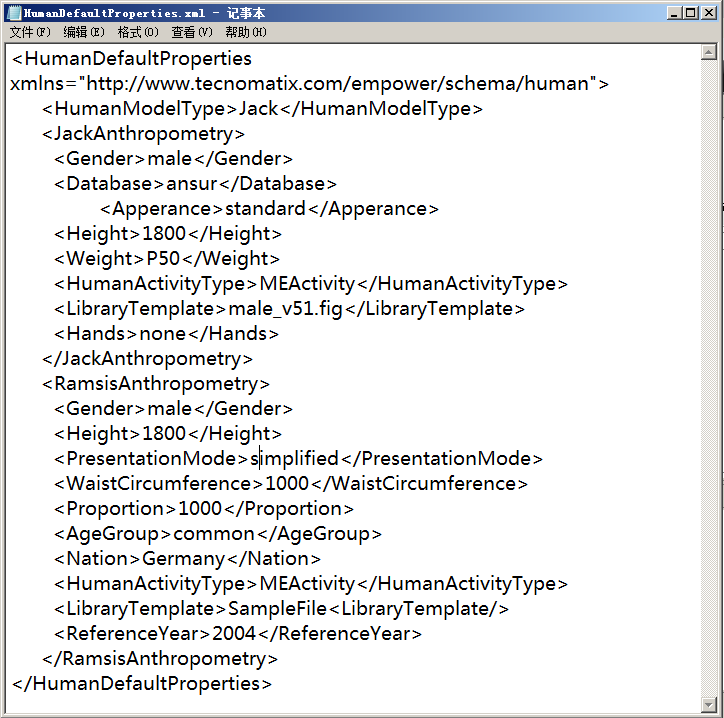 HumanDefaultProperties.xml - 记事本
文件(F) 编辑(E) 格式(O) 查看(V) 帮助(H)
<HumanDefaultProperties
xmlns="http://www.tecnomatix.com/empower/schema/human">
<HumanModelType>Jack</HumanModelType>
<JackAnthropometry>
<Gender>male</Gender>
<Database>ansur</Database>
<Apperance>standard</Apperance>
<Height>1800</Height>
<Weight>P50</Weight>
<HumanActivityType>MEActivity</HumanActivityType>
<LibraryTemplate>male_v51.fig</LibraryTemplate>
<Hands>none</Hands>
</JackAnthropometry>
<RamsisAnthropometry>
<Gender>male</Gender>
<Height>1800</Height>
<PresentationMode>simplified</PresentationMode>
<WaistCircumference>1000</WaistCircumference>
<Proportion>1000</Proportion>
<AgeGroup>common</AgeGroup>
<Nation>Germany</Nation>
<HumanActivityType>MEActivity</HumanActivityType>
<LibraryTemplate>SampleFile<LibraryTemplate/>
<ReferenceYear>2004</ReferenceYear>
</RamsisAnthropometry>
</HumanDefaultProperties>